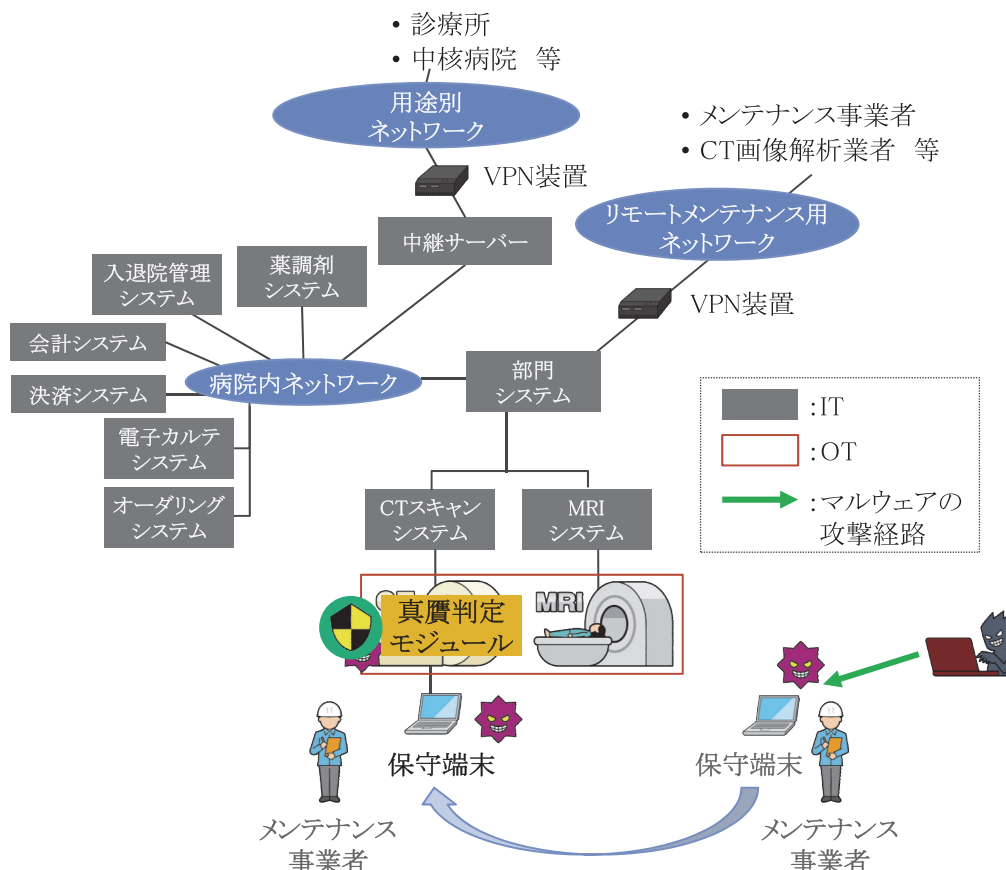 • 診療所
• 中核病院 等
用途別
ネットワーク
• メンテナンス事業者
• CT画像解析業者 等
VPN装置
リモートメンテナンス用
ネットワーク
中継サーバー
入退院管理
システム
薬調剤
システム
VPN装置
会計システム
病院内ネットワーク
部門
システム
決済システム
:IT
電子カルテ
システム
:OT
オーダリング
システム
CTスキャン
システム
MRI
システム
:マルウェアの
攻撃経路
真贋判定
モジュール
MRI
保守端末
保守端末
メンテナンス
事業者
メンテナンス
事業者